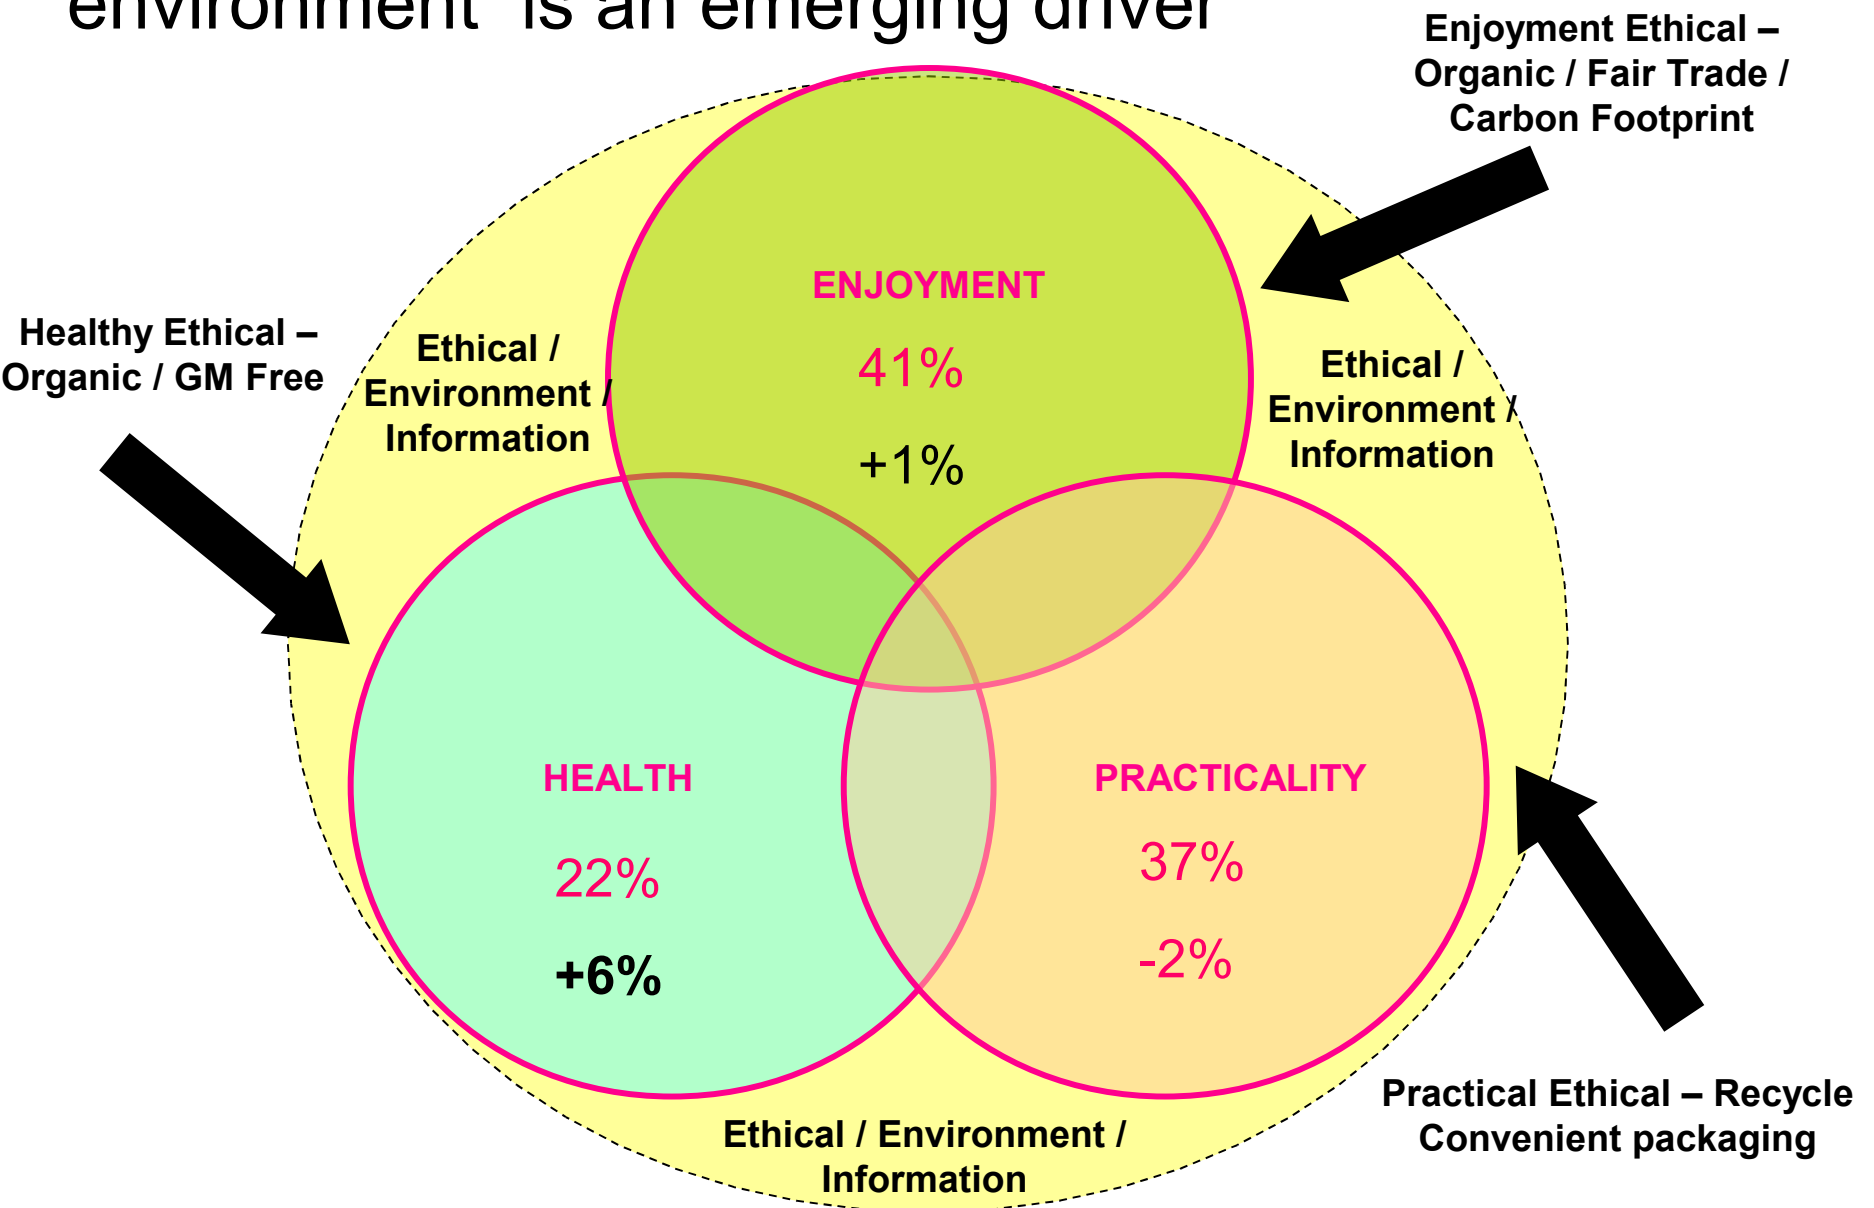 environment' is an emerging driver
Enjoyment Ethical –
Organic / Fair Trade /
Carbon Footprint
Healthy Ethical –
Organic / GM Free
Ethical /
Environment /
Information
ENJOYMENT
41%
+1%
Ethical /
Environment /
Information
HEALTH
22%
+6%
PRACTICALITY
37%
-2%
Practical Ethical – Recycle
Convenient packaging
Ethical / Environment /
Information